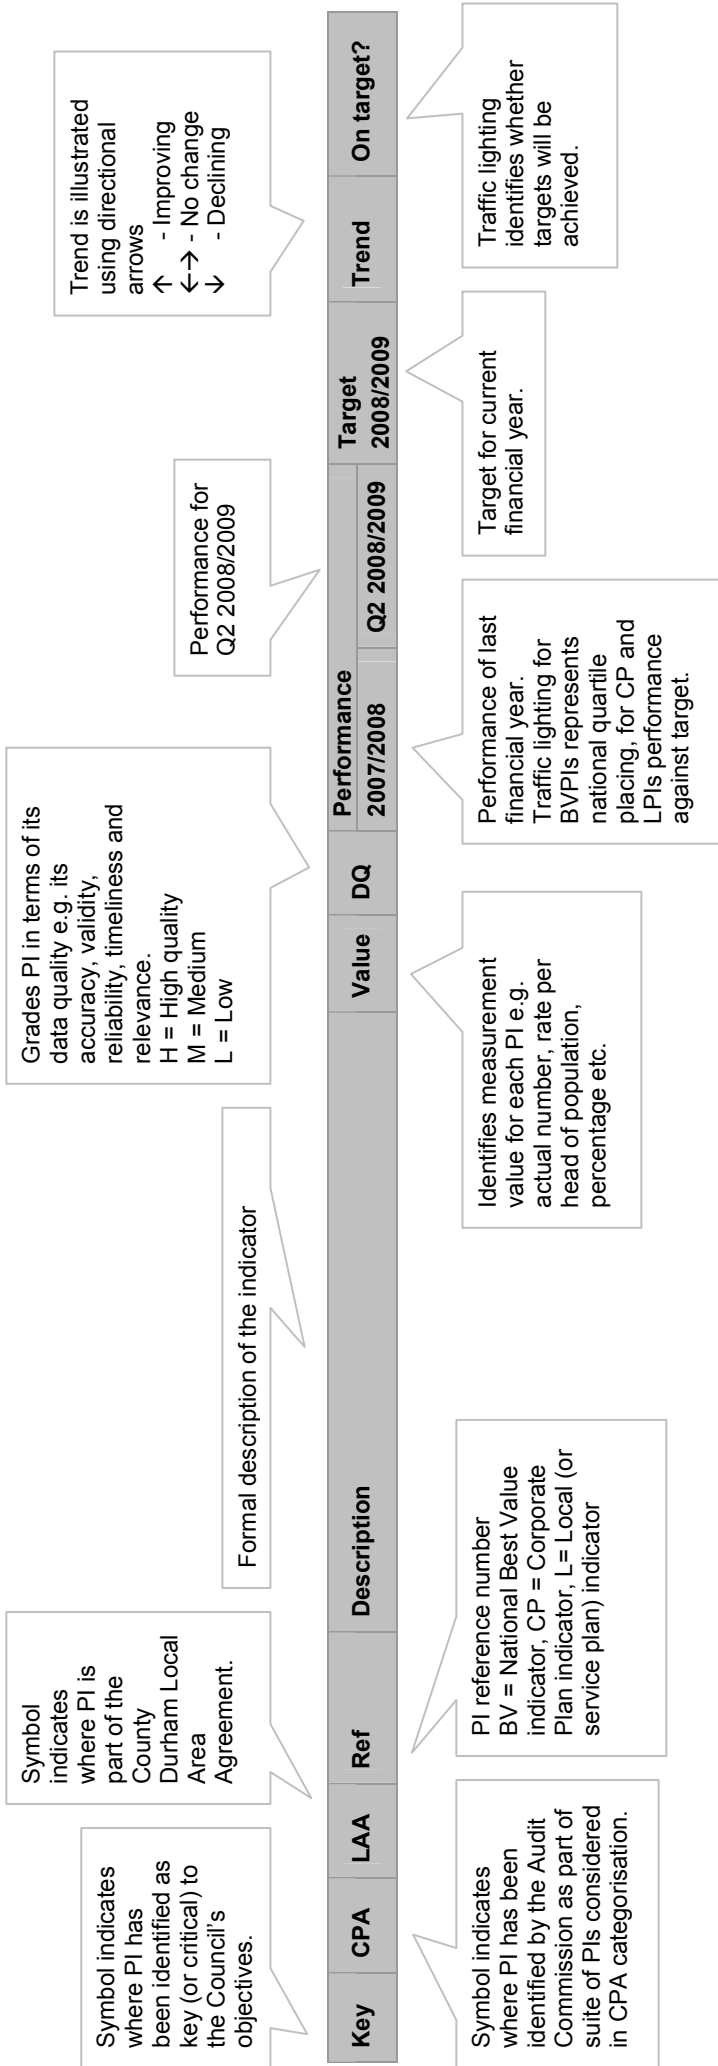 Symbol indicates
where PI has
been identified as
key (or critical) to
the Council's
objectives.
Symbol
indicates
where PI is
part of the
County
Durham Local
Area
Agreement.
Formal description of the indicator
Grades PI in terms of its
data quality e.g. its
accuracy, validity,
reliability, timeliness and
relevance.
H = High quality
M = Medium
L = Low
Performance for
Q2 2008/2009
Trend is illustrated
using directional
arrows
↑ - Improving
←→ - No change
↓ - Declining
Key
CPA
LAA
Ref
Description
Value
DQ
Performance
2007/2008
Q2 2008/2009
Target
2008/2009
Trend
On target?
Symbol indicates
where PI has been
identified by the Audit
Commission as part of
suite of PIs considered
in CPA categorisation.
PI reference number
BV = National Best Value
indicator, CP = Corporate
Plan indicator, L= Local (or
service plan) indicator
Identifies measurement
value for each PI e.g.
actual number, rate per
head of population,
percentage etc.
Performance of last
financial year.
Traffic lighting for
BVPIs represents
national quartile
placing, for CP and
LPIs performance
against target.
Target for current
financial year.
Traffic lighting
identifies whether
targets will be
achieved.